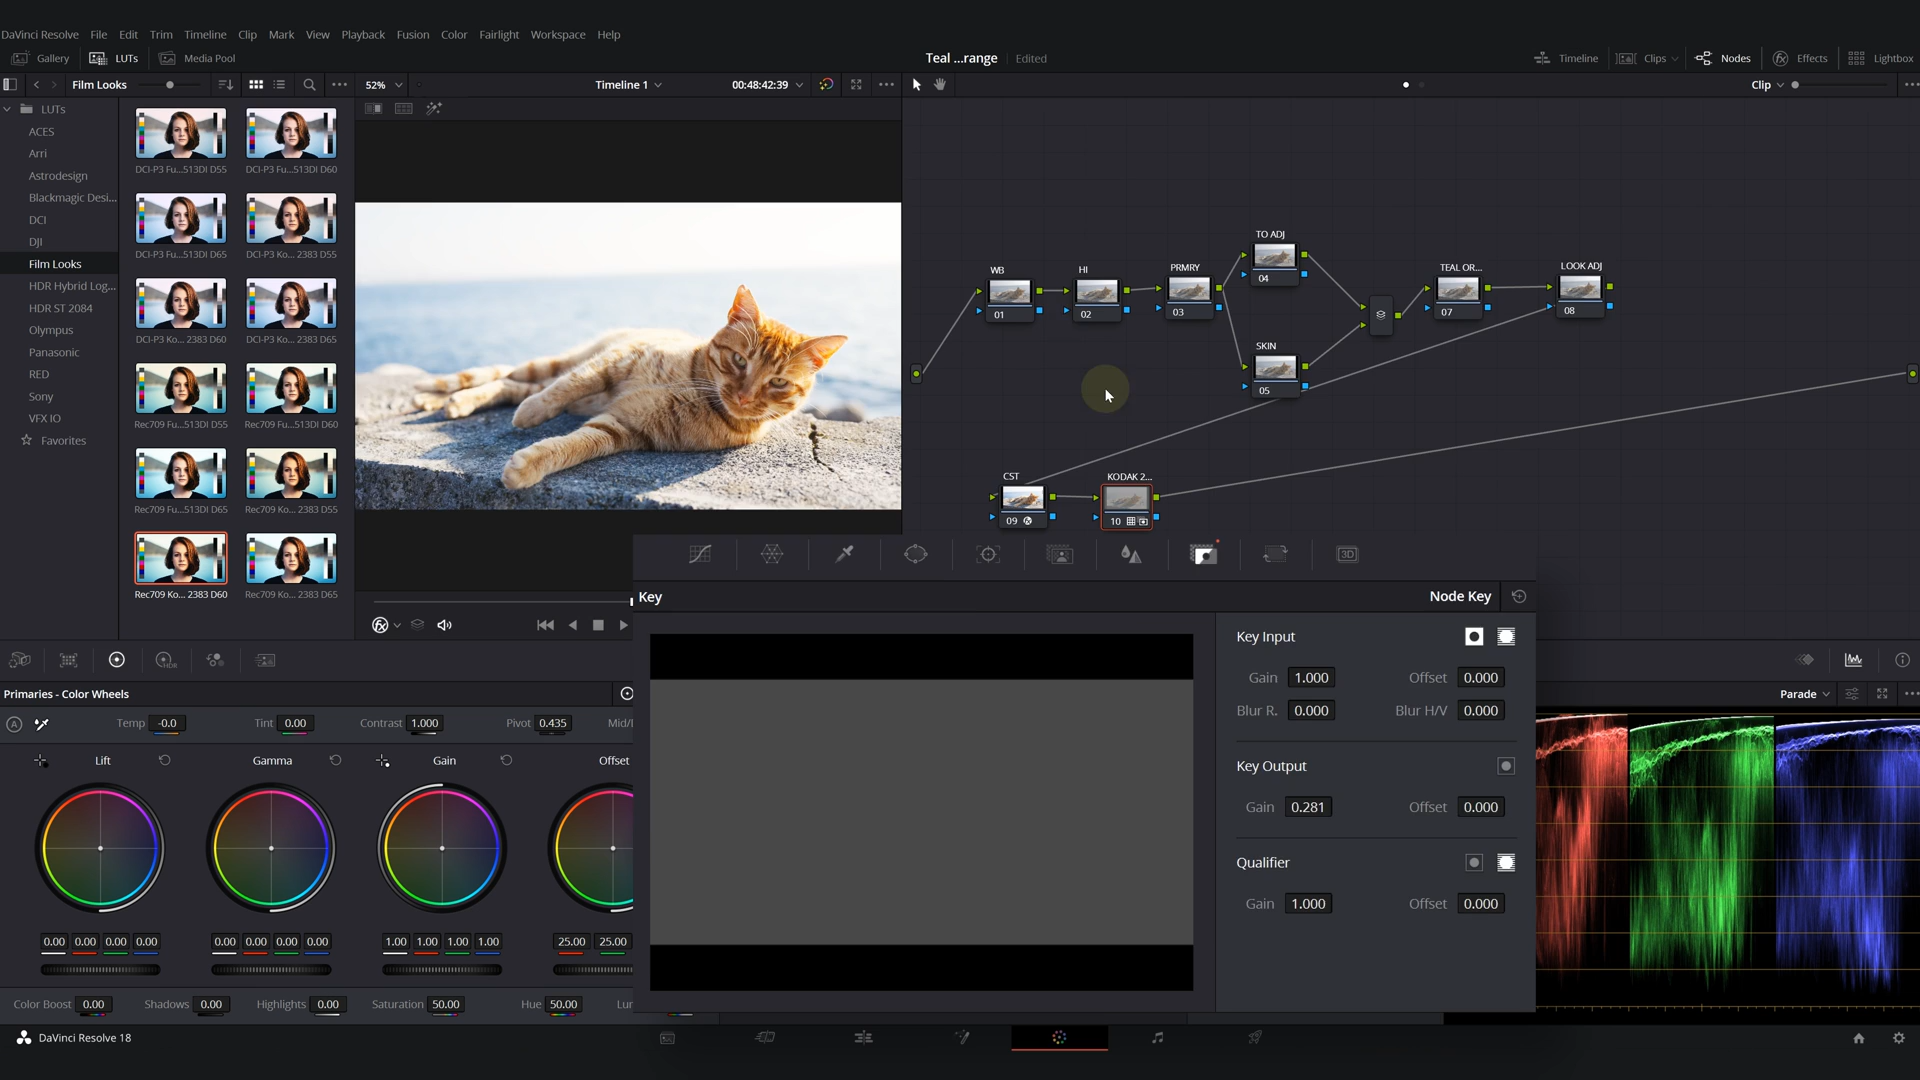 DaVinci Resolve File Edit Trim Timeline Clip Mark View Playback Fusion Color Fairlight Workspace Help
Gallery LUTs Media Pool Teal ...range Edited Timeline Clips Nodes Effects Lightbox
Film Looks 52% Timeline 1 00:48:42:39 Clip
LUTs
ACES
Arri
Astrodesign
Blackmagic Desi...
DCI
DJI
Film Looks
HDR Hybrid Log...
HDR ST 2084
Olympus
Panasonic
RED
Sony
VFX IO
Favorites
DCI-P3 Fu...513DI D55 DCI-P3 Fu...513DI D60
DCI-P3 Fu...513DI D65 DCI-P3 Ko... 2383 D55
DCI-P3 Ko... 2383 D60 DCI-P3 Ko... 2383 D65
Rec709 Fu...513DI D55 Rec709 Fu...513DI D60
Rec709 Fu...513DI D65 Rec709 Ko... 2383 D55
Rec709 Ko... 2383 D60 Rec709 Ko... 2383 D65
WB
01
HI
02
PRMRY
03
TO ADJ
04
SKIN
05
TEAL OR...
07
LOOK ADJ
08
CST
09
KODAK 2...
10
3D
Key Node Key
Key Input
Gain 1.000 Offset 0.000
Blur R. 0.000 Blur H/V 0.000
Key Output
Gain 0.281 Offset 0.000
Qualifier
Gain 1.000 Offset 0.000
HDR
Primaries - Color Wheels
Parade
A Temp -0.0 Tint 0.00 Contrast 1.000 Pivot 0.435 Mid/
Lift Gamma Gain Offset
0.00 0.00 0.00 0.00 0.00 0.00 0.00 0.00 1.00 1.00 1.00 1.00 25.00 25.00
Color Boost 0.00 Shadows 0.00 Highlights 0.00 Saturation 50.00 Hue 50.00 Lur
DaVinci Resolve 18